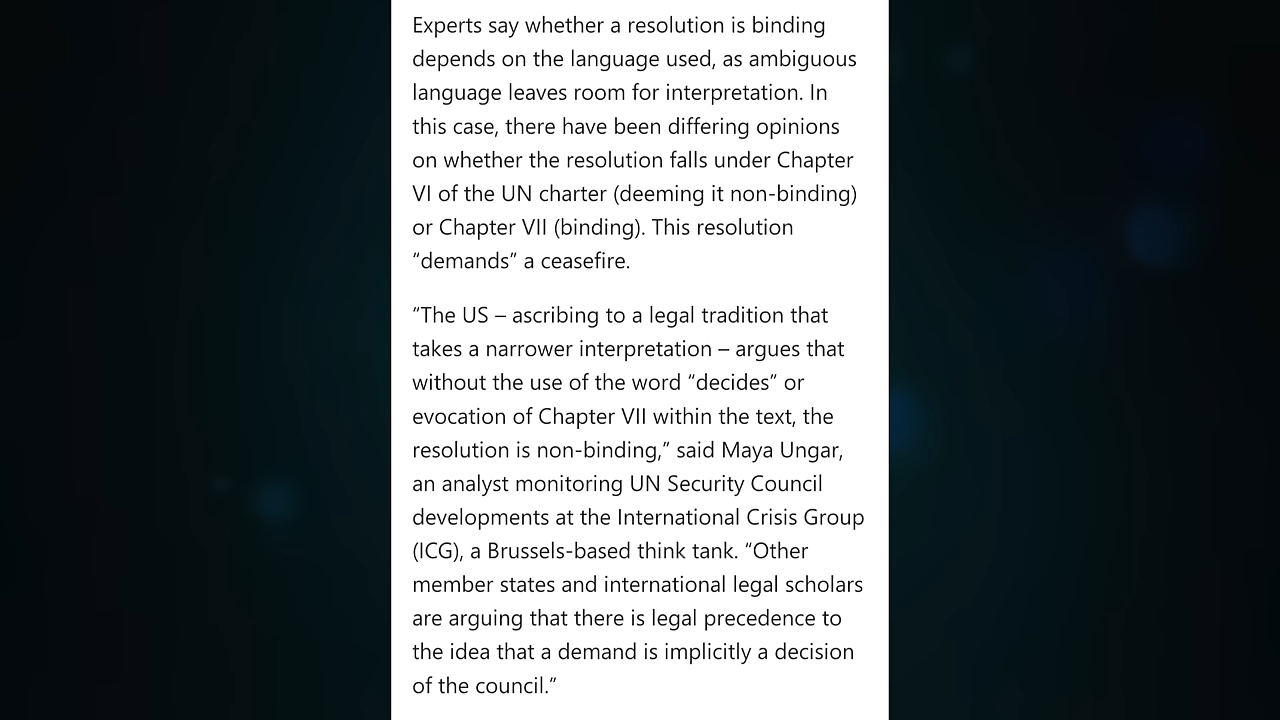 Experts say whether a resolution is binding
depends on the language used, as ambiguous
language leaves room for interpretation. In
this case, there have been differing opinions
on whether the resolution falls under Chapter
VI of the UN charter (deeming it non-binding)
or Chapter VII (binding). This resolution
“demands” a ceasefire.
“The US – ascribing to a legal tradition that
takes a narrower interpretation – argues that
without the use of the word “decides” or
evocation of Chapter VII within the text, the
resolution is non-binding,” said Maya Ungar,
an analyst monitoring UN Security Council
developments at the International Crisis Group
(ICG), a Brussels-based think tank. “Other
member states and international legal scholars
are arguing that there is legal precedence to
the idea that a demand is implicitly a decision
of the council.”